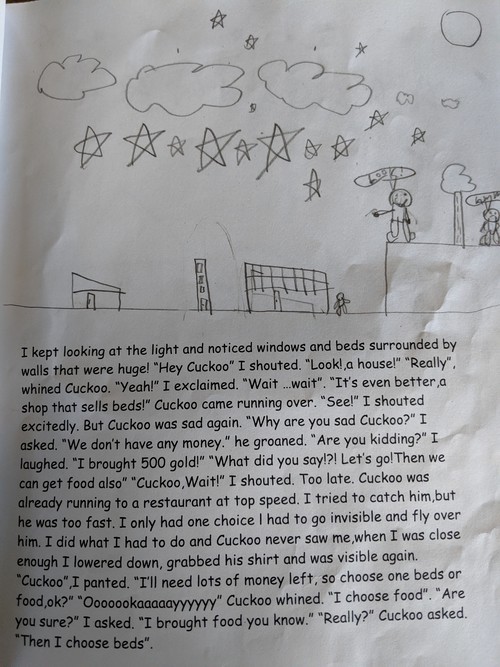 LOOK!
I kept looking at the light and noticed windows and beds surrounded by
walls that were huge! "Hey Cuckoo" I shouted. "Look!,a house!" "Really",
whined Cuckoo. "Yeah!" I exclaimed. "Wait ...wait". "It's even better,a
shop that sells beds!" Cuckoo came running over. "See!" I shouted
excitedly. But Cuckoo was sad again. "Why are you sad Cuckoo?" I
asked. "We don't have any money." he groaned. "Are you kidding?" I
laughed. "I brought 500 gold!" "What did you say!?! Let's go!Then we
can get food also" "Cuckoo,Wait!" I shouted. Too late. Cuckoo was
already running to a restaurant at top speed. I tried to catch him,but
he was too fast. I only had one choice I had to go invisible and fly over
him. I did what I had to do and Cuckoo never saw me,when I was close
enough I lowered down, grabbed his shirt and was visible again.
"Cuckoo",I panted. "I'll need lots of money left, so choose one beds or
food,ok?" "Ooooookaaaaayyyyyy" Cuckoo whined. "I choose food". "Are
you sure?" I asked. "I brought food you know." "Really?" Cuckoo asked.
"Then I choose beds".